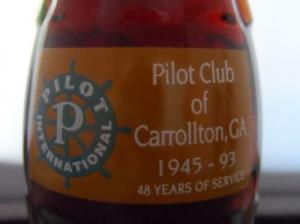 PILOT
P
INTERNATIONAL
Pilot Club
of
Carrollton, GA
1945 - 93
48 YEARS OF SERVICE